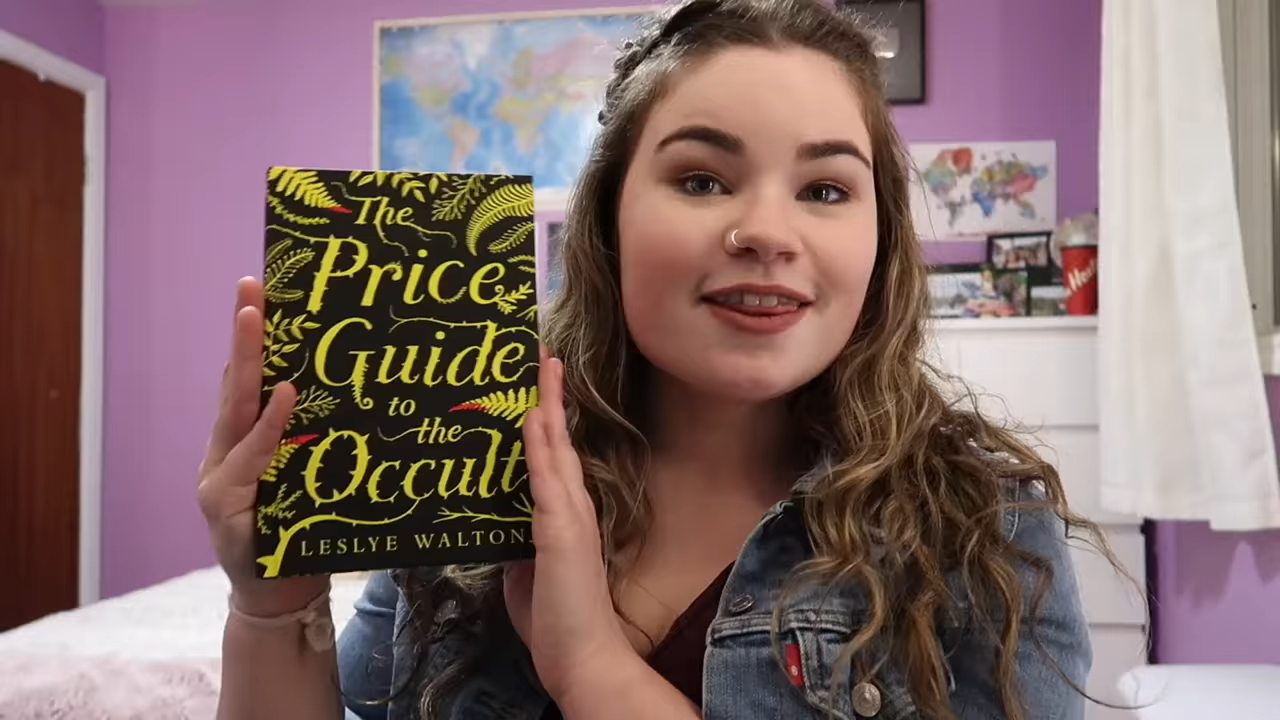 The
Price
Guide
to
the
Occult
LESLYE WALTON